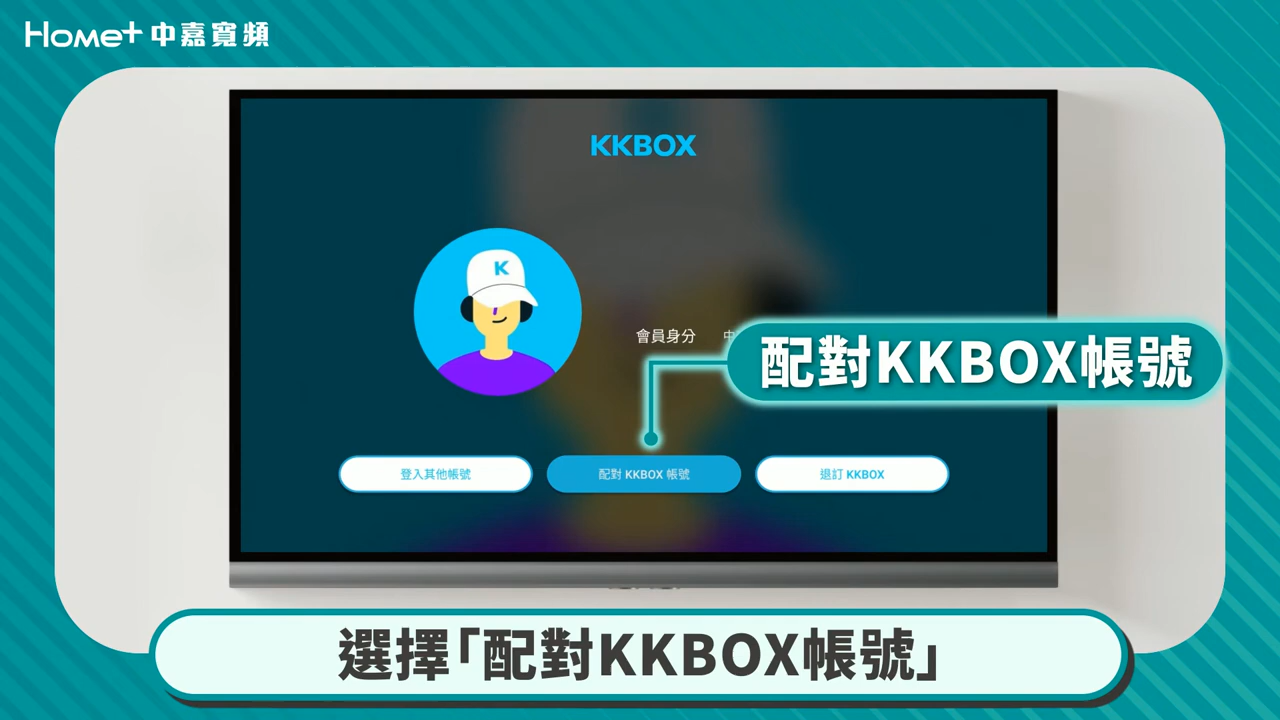 Home+ 中嘉寬頻
KKBOX
K
會員身分
配對KKBOX帳號
登入其他帳號
配對 KKBOX 帳號
退訂 KKBOX
選擇「配對KKBOX帳號」